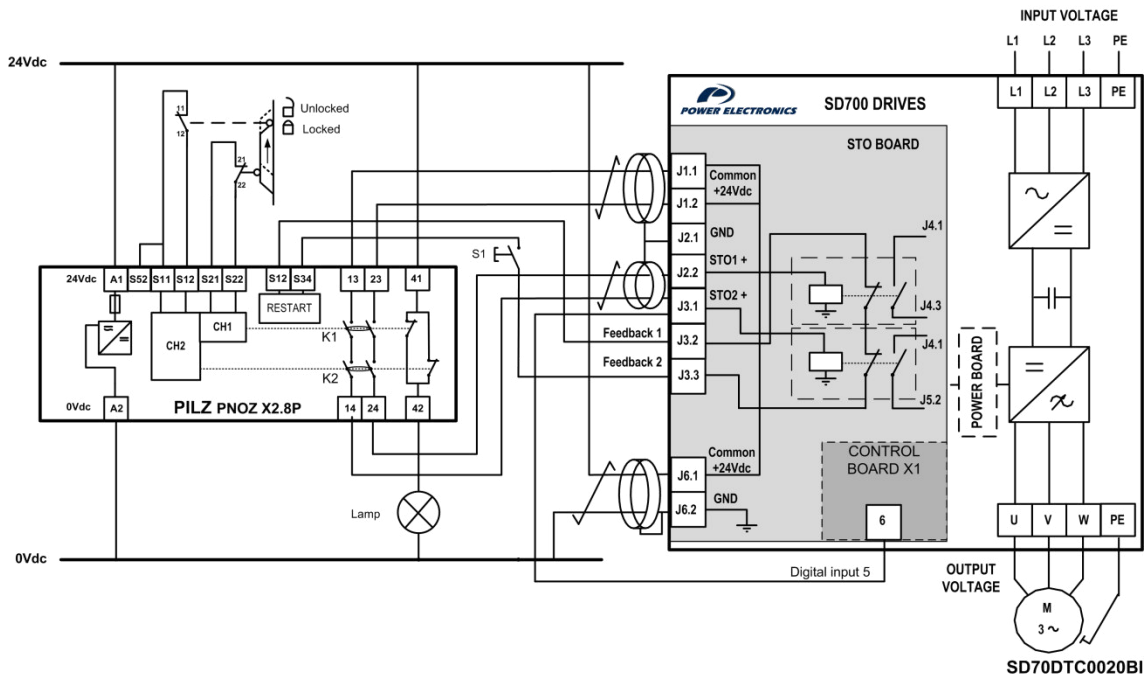 INPUT VOLTAGE
L1 L2 L3 PE
24Vdc
L1 L2 L3 PE
POWER ELECTRONICS
SD700 DRIVES
STO BOARD
11
12
Unlocked
Locked
21
22
J1.1
Common
+24Vdc
J1.2
J2.1
GND
J4.1
S1
J2.2
STO1 +
24Vdc
A1 S52 S11 S12 S21 S22 S12 S34 13 23 41
RESTART
J3.1
STO2 +
J4.3
CH1
CH2
K1
Feedback 1
J3.2
J4.1
Feedback 2
J3.3
K2
J5.2
POWER BOARD
0Vdc
A2
PILZ PNOZ X2.8P
14 24 42
Common
+24Vdc
J6.1
CONTROL
BOARD X1
GND
J6.2
Lamp
6
U V W PE
0Vdc
Digital input 5
OUTPUT
VOLTAGE
M
3 ~
SD70DTC0020BI